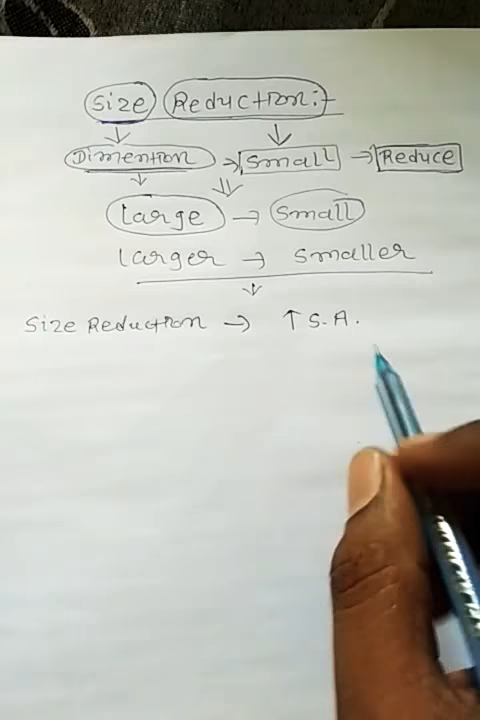 Size Reduction:-
Dimention → Small → Reduce
Large → Small
larger → smaller
Size Reduction → ↑ S.A.